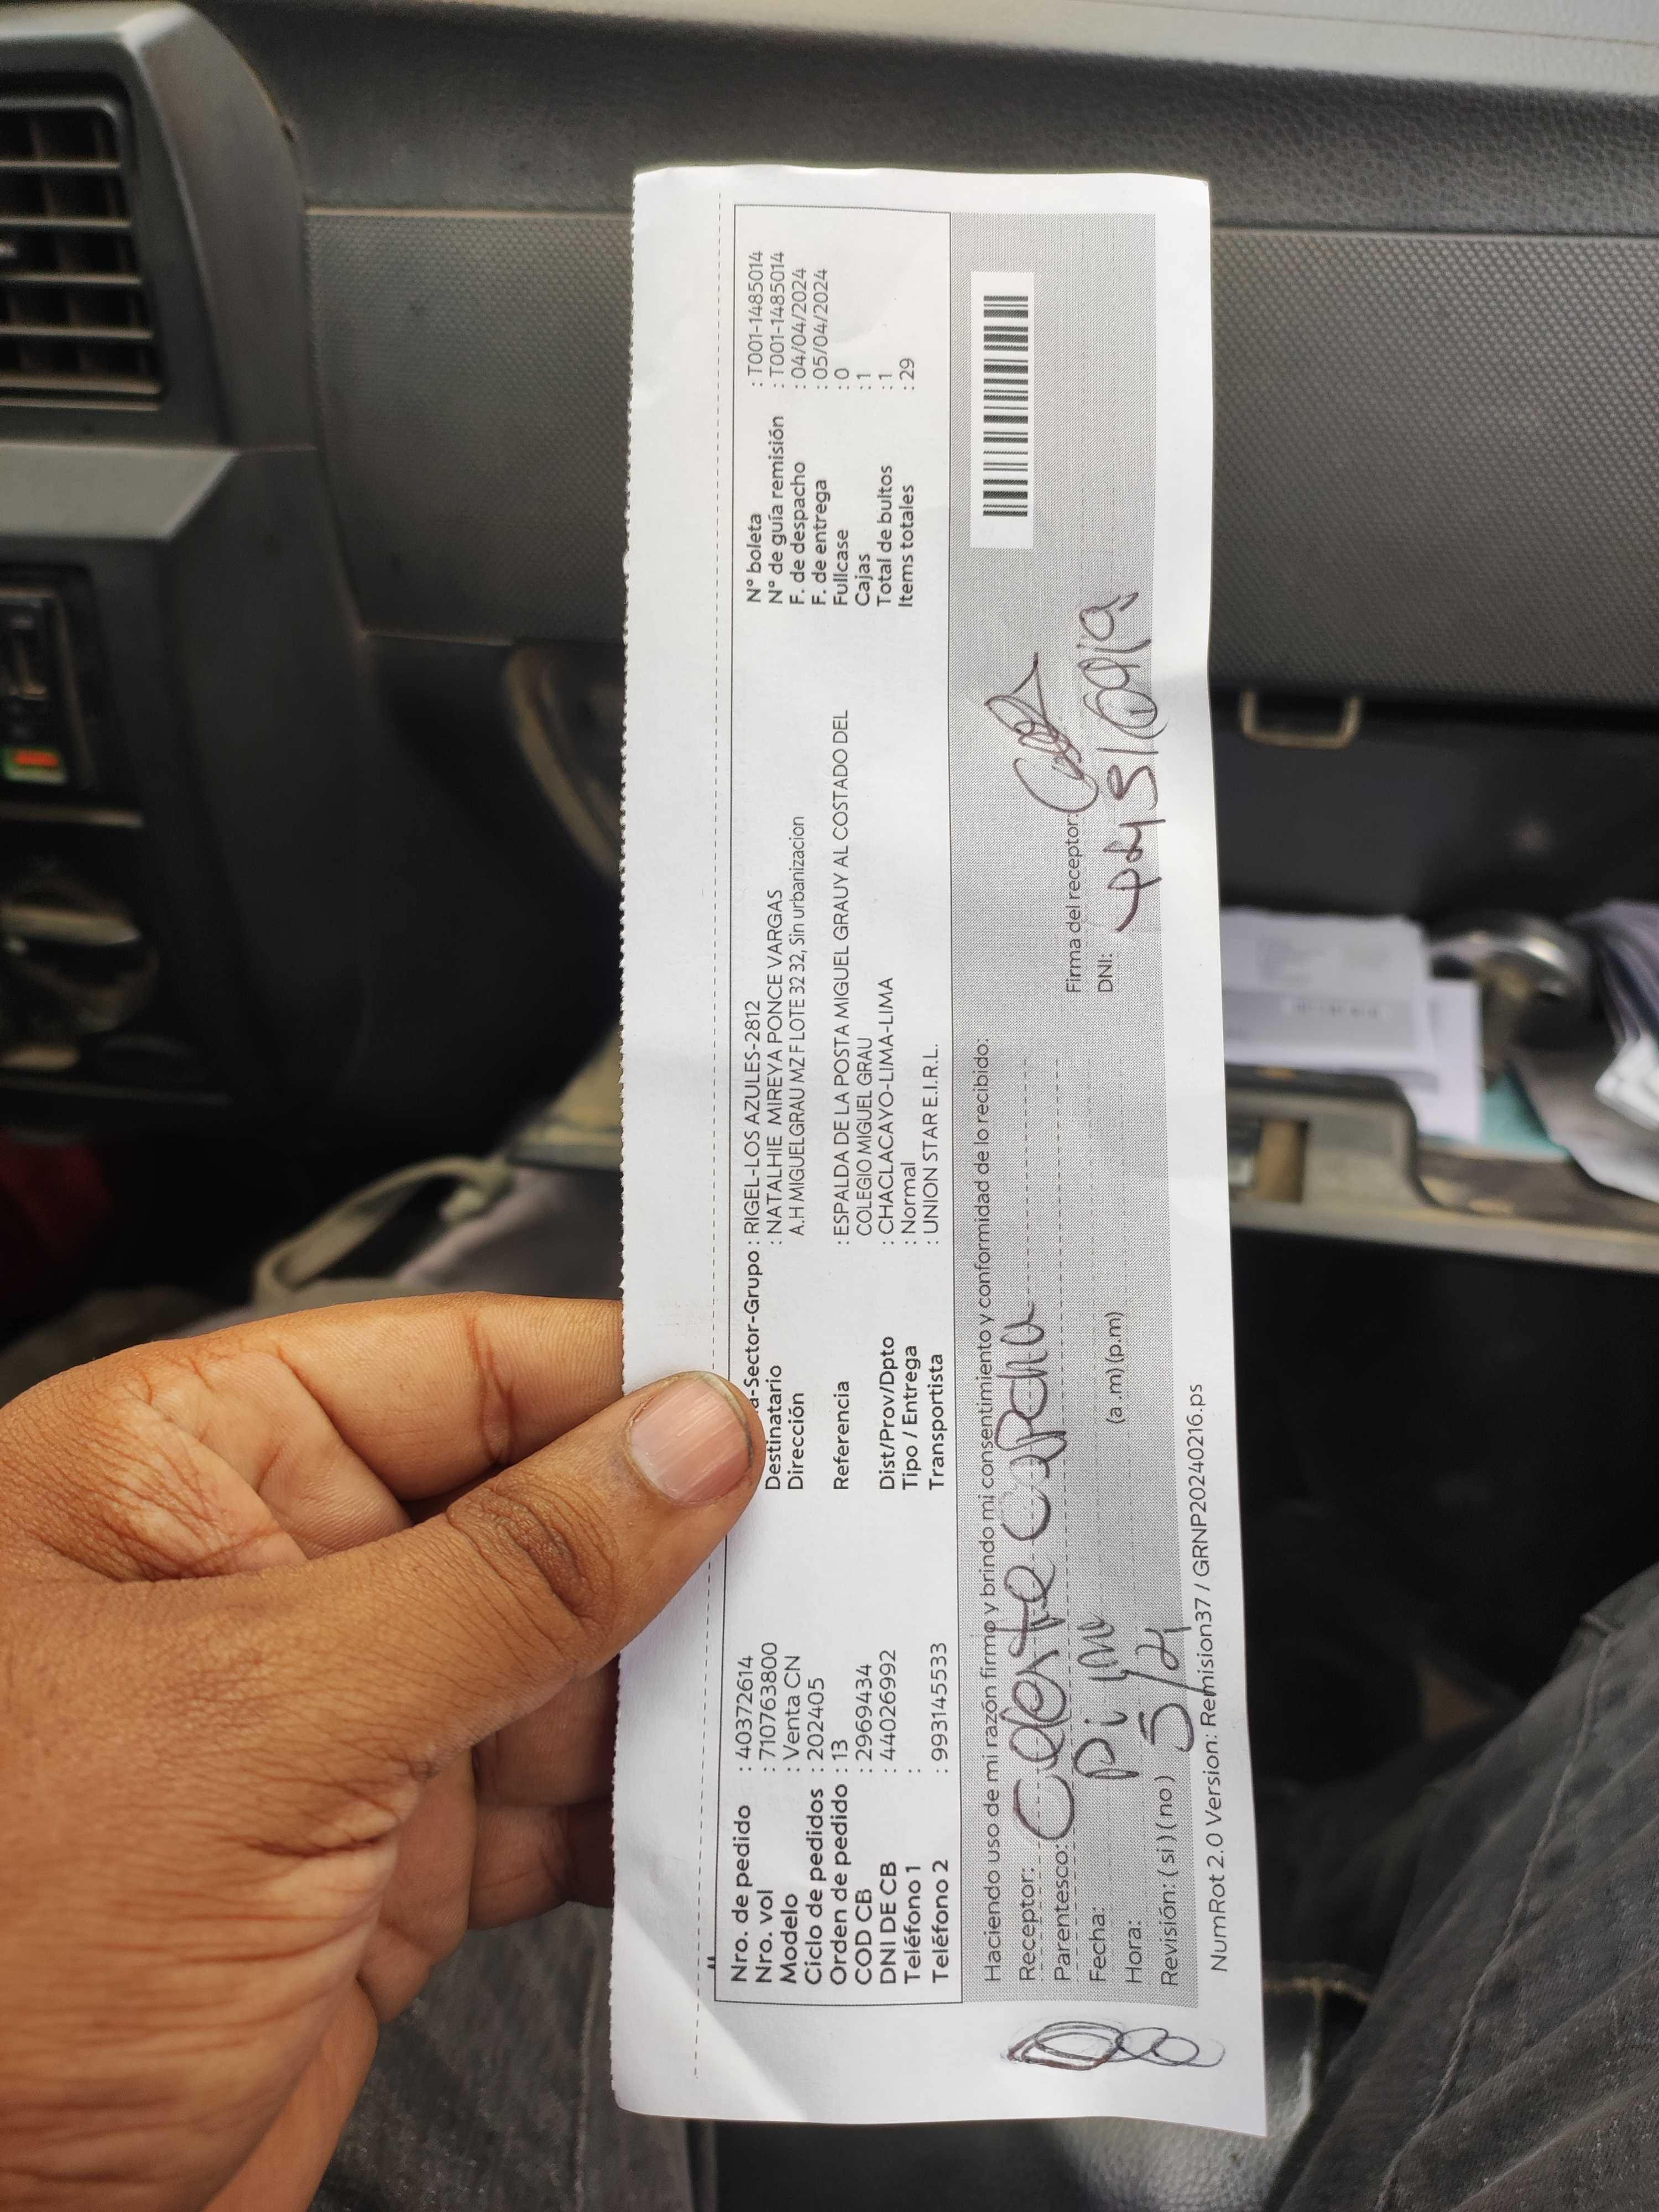 Nro. de pedido : 40372614
Nro. vol : 710763800
Modelo : Venta CN
Ciclo de pedidos : 202405
Orden de pedido : 13
COD CB : 2969434
DNI DE CB : 44026992
Teléfono 1 :
Teléfono 2 : 993145533
-Sector-Grupo : RIGEL-LOS AZULES-2812
Destinatario : NATALHIE MIREYA PONCE VARGAS
Dirección A.H MIGUELGRAU MZ F LOTE 32 32, Sin urbanizacion
Referencia : ESPALDA DE LA POSTA MIGUEL GRAUY AL COSTADO DEL
COLEGIO MIGUEL GRAU
Dist/Prov/Dpto : CHACLACAYO-LIMA-LIMA
Tipo / Entrega : Normal
Transportista : UNION STAR E.I.R.L.
N° boleta : T001-1485014
N° de guía remisión : T001-1485014
F. de despacho : 04/04/2024
F. de entrega : 05/04/2024
Fullcase : 0
Cajas : 1
Total de bultos : 1
Items totales : 29
Haciendo uso de mi razón firmo y brindo mi consentimiento y conformidad de lo recibido:
Receptor: Celeste
Parentesco:
Fecha:
Hora: (a .m) (p.m)
Revisión: ( si ) ( no )
5/4
Firma del receptor:
DNI:
NumRot 2.0 Version: Remision37 / GRNP20240216.ps